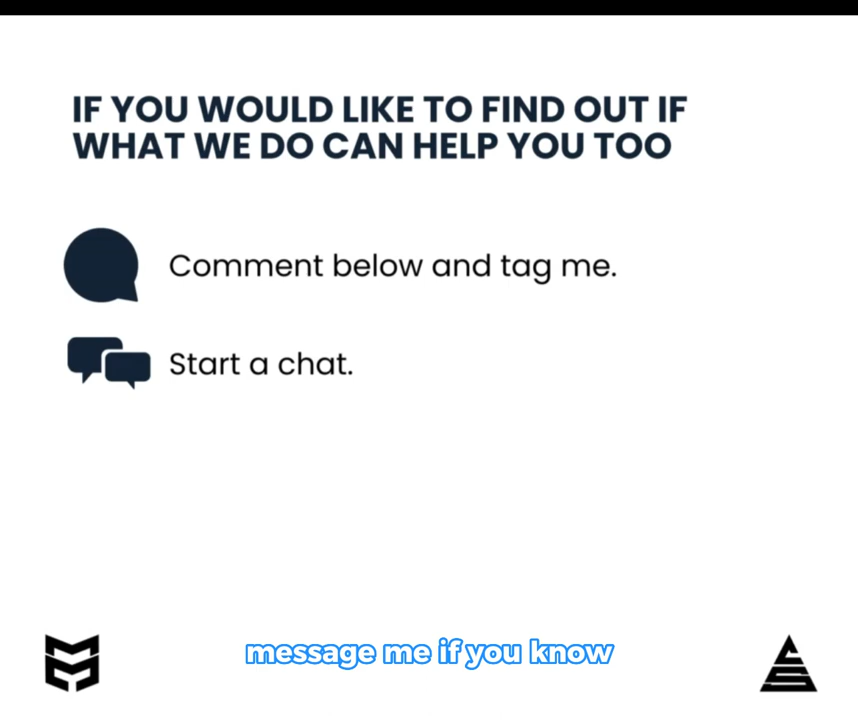 IF YOU WOULD LIKE TO FIND OUT IF
WHAT WE DO CAN HELP YOU TOO
Comment below and tag me.
Start a chat.
message me if you know